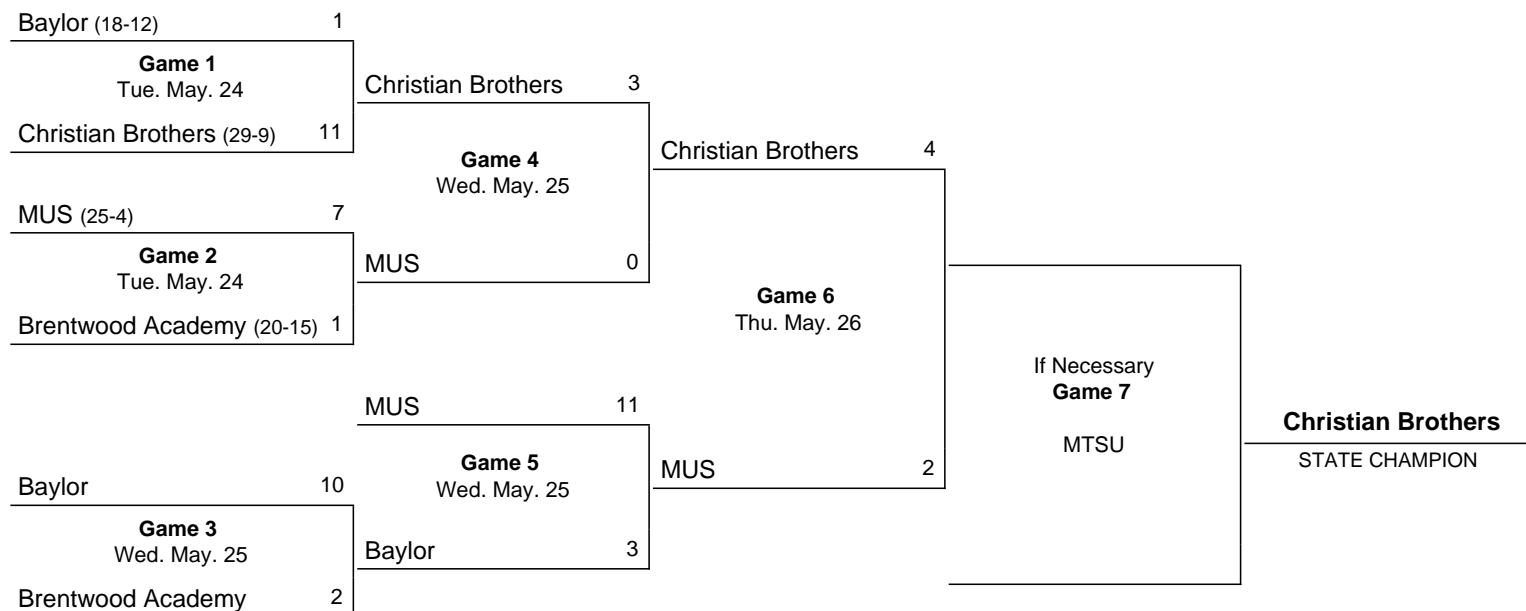 Baylor (18-12) 1
Game 1
Tue. May. 24
Christian Brothers (29-9) 11
MUS (25-4) 7
Game 2
Tue. May. 24
Brentwood Academy (20-15) 1
Baylor 10
Game 3
Wed. May. 25
Brentwood Academy 2
Christian Brothers 3
Game 4
Wed. May. 25
MUS 0
MUS 11
Game 5
Wed. May. 25
Baylor 3
Christian Brothers 4
Game 6
Thu. May. 26
MUS 2
If Necessary
Game 7
MTSU
Christian Brothers
STATE CHAMPION